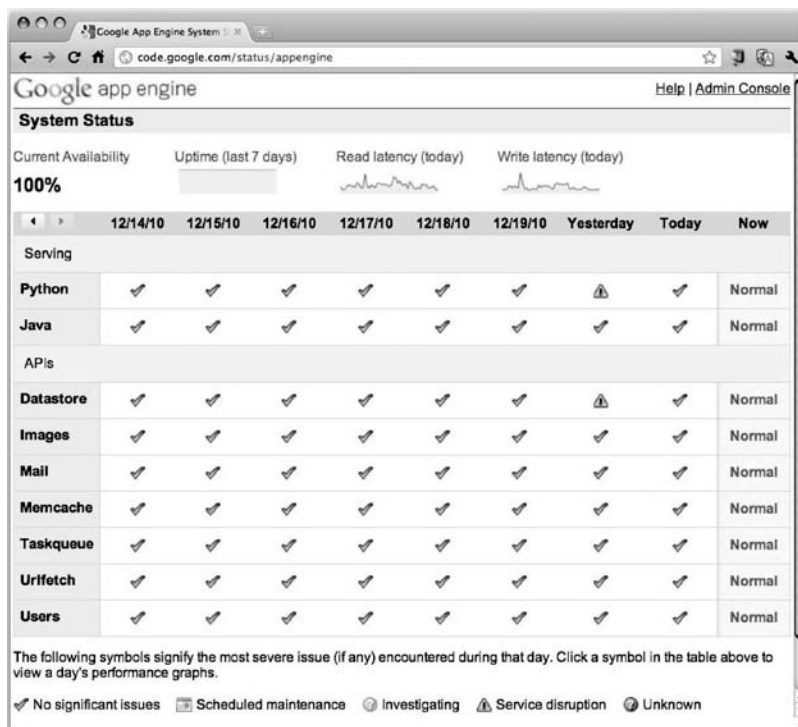 Google App Engine System S
code.google.com/status/appengine
Google app engine
Help | Admin Console
System Status
Current Availability Uptime (last 7 days) Read latency (today) Write latency (today)
100%
12/14/10 12/15/10 12/16/10 12/17/10 12/18/10 12/19/10 Yesterday Today Now
Serving
Python Normal
Java Normal
APIs
Datastore Normal
Images Normal
Mail Normal
Memcache Normal
Taskqueue Normal
Urlfetch Normal
Users Normal
The following symbols signify the most severe issue (if any) encountered during that day. Click a symbol in the table above to
view a day's performance graphs.
No significant issues Scheduled maintenance Investigating Service disruption Unknown